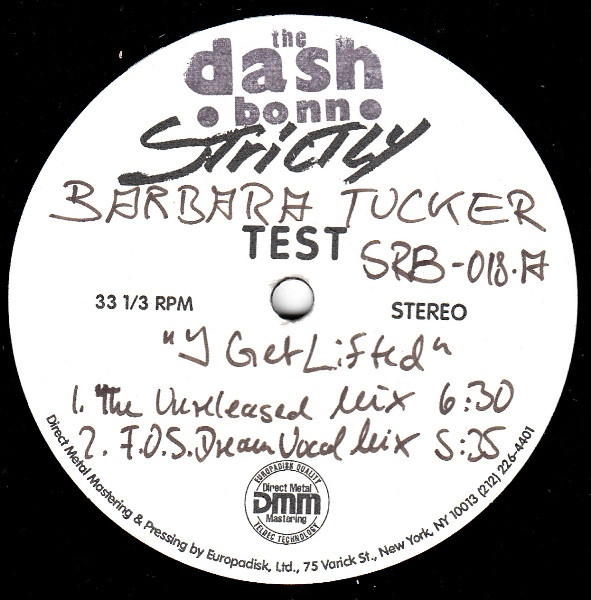 the
dash
•bonn•
Strictly
BARBARA TUCKER
TEST
SRB-018.A
33 1/3 RPM
STEREO
"I Get Lifted"
1. The Unreleased Mix 6:30
2. F.O.S. Dream Vocal Mix 5:35
EUROPADISK QUALITY
Direct Metal
DMM
Mastering
TELDEC TECHNOLOGY
Direct Metal Mastering & Pressing by Europadisk, Ltd., 75 Varick St., New York, NY 10013 (212) 226-4401